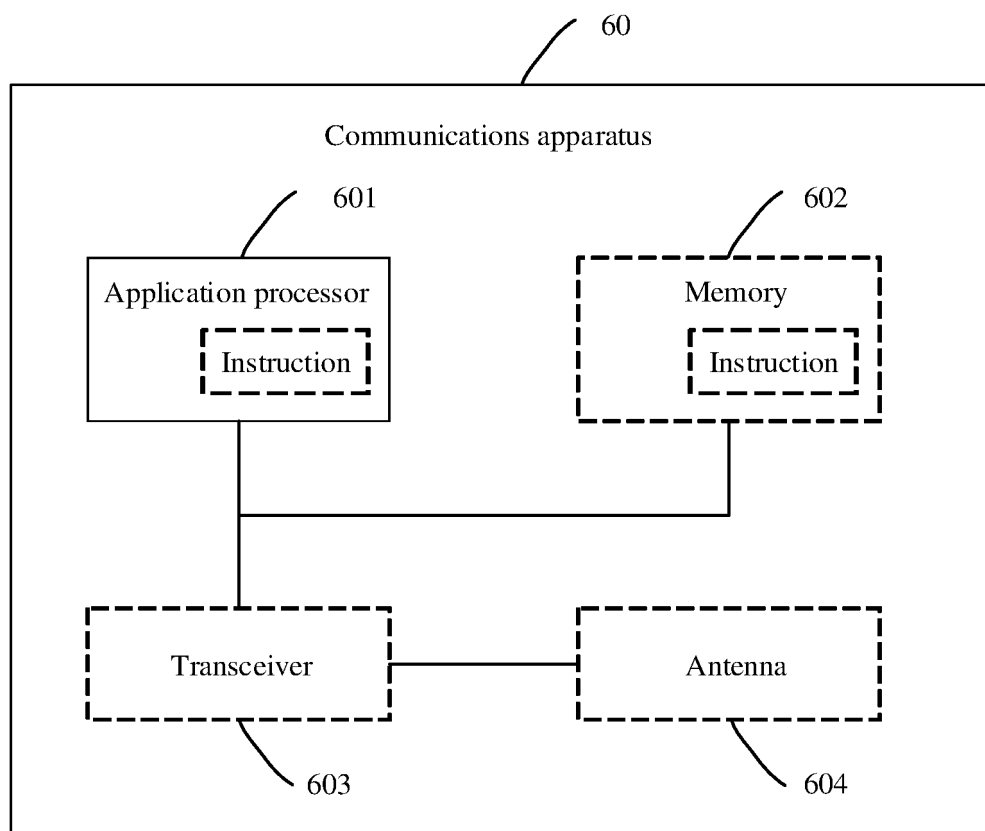 60
Communications apparatus
601
602
Application processor
Memory
Instruction
Instruction
Transceiver
Antenna
603
604